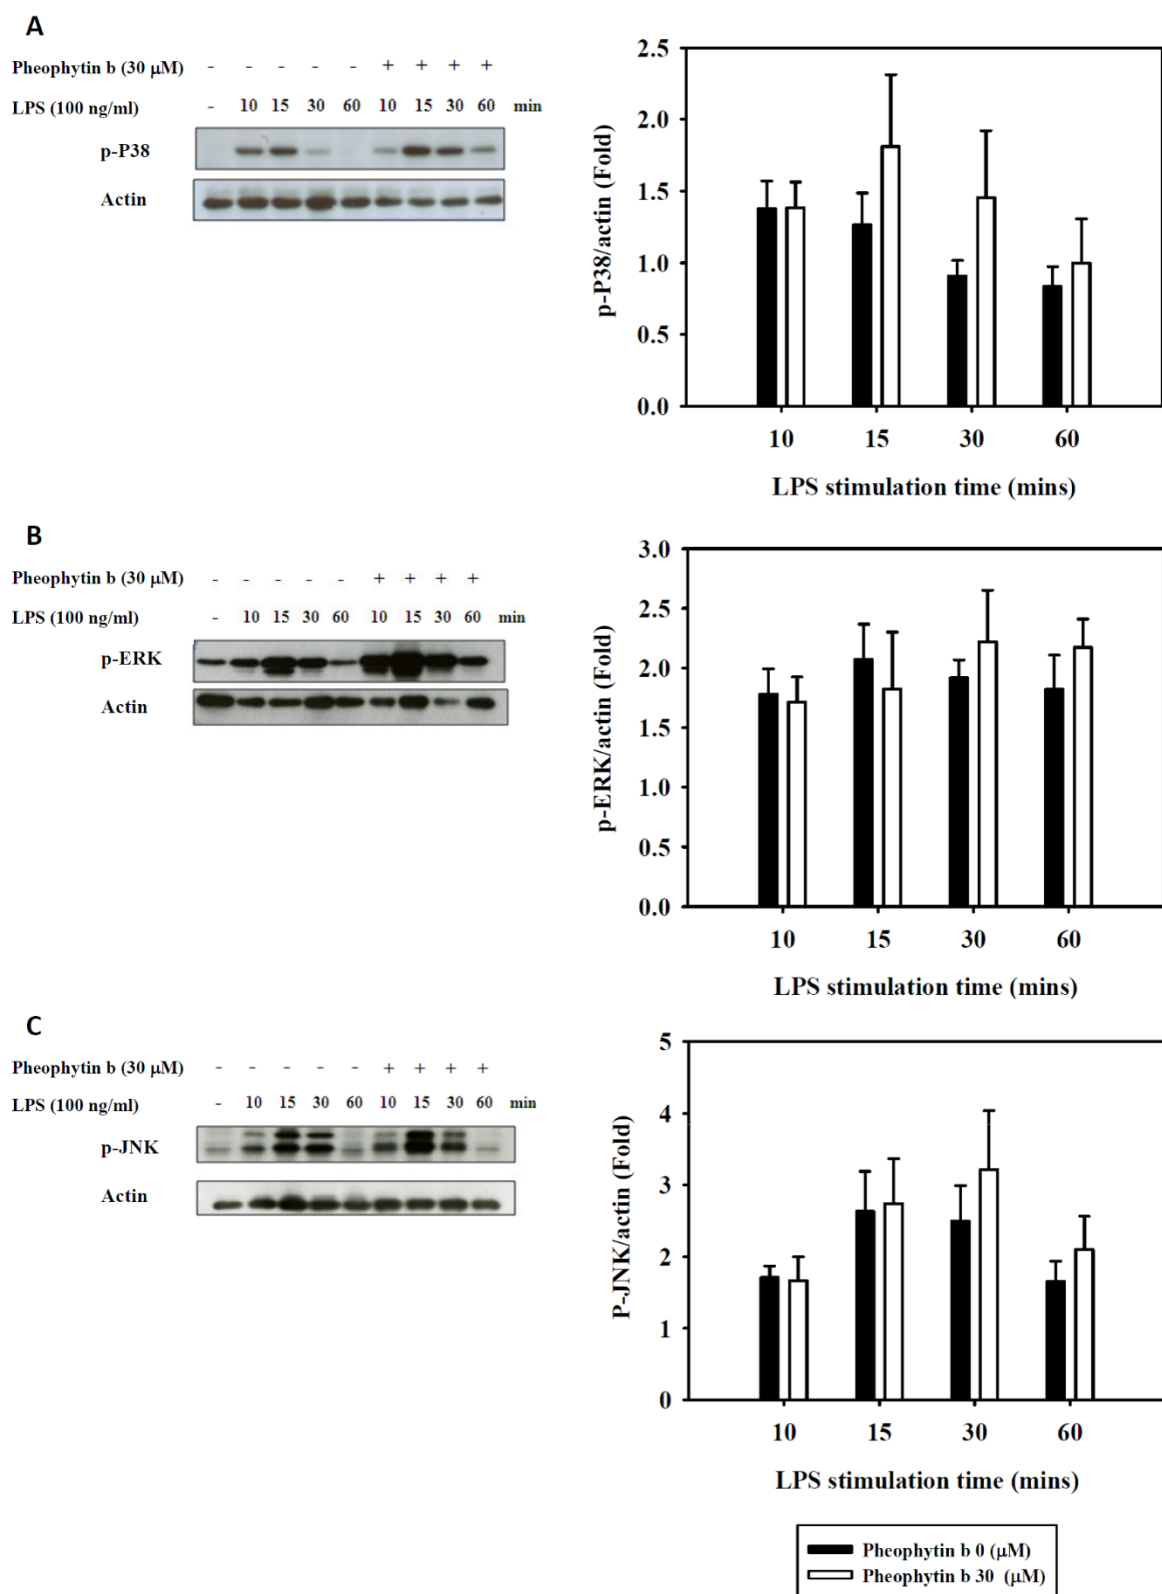 A
Pheophytin b (30 μM) - - - - - + + + +
LPS (100 ng/ml) - 10 15 30 60 10 15 30 60 min
p-P38
Actin
2.5
2.0
1.5
1.0
0.5
0.0
p-P38/actin (Fold)
10 15 30 60
LPS stimulation time (mins)
B
Pheophytin b (30 μM) - - - - - + + + +
LPS (100 ng/ml) - 10 15 30 60 10 15 30 60 min
p-ERK
Actin
3.0
2.5
2.0
1.5
1.0
0.5
0.0
p-ERK/actin (Fold)
10 15 30 60
LPS stimulation time (mins)
C
Pheophytin b (30 μM) - - - - - + + + +
LPS (100 ng/ml) - 10 15 30 60 10 15 30 60 min
p-JNK
Actin
5
4
3
2
1
0
P-JNK/actin (Fold)
10 15 30 60
LPS stimulation time (mins)
Pheophytin b 0 (μM)
Pheophytin b 30 (μM)